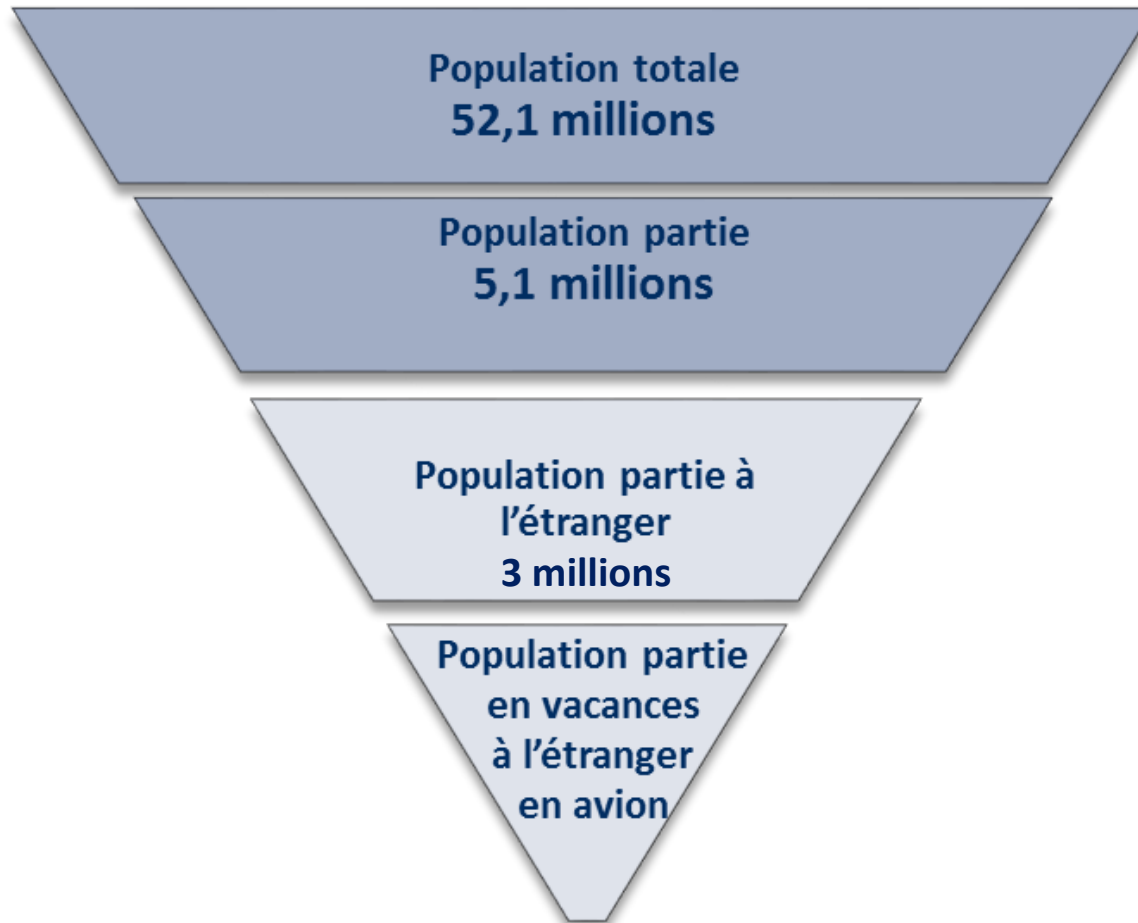 Population totale
52,1 millions
Population partie
5,1 millions
Population partie à
l’étranger
3 millions
Population partie
en vacances
à l’étranger
en avion